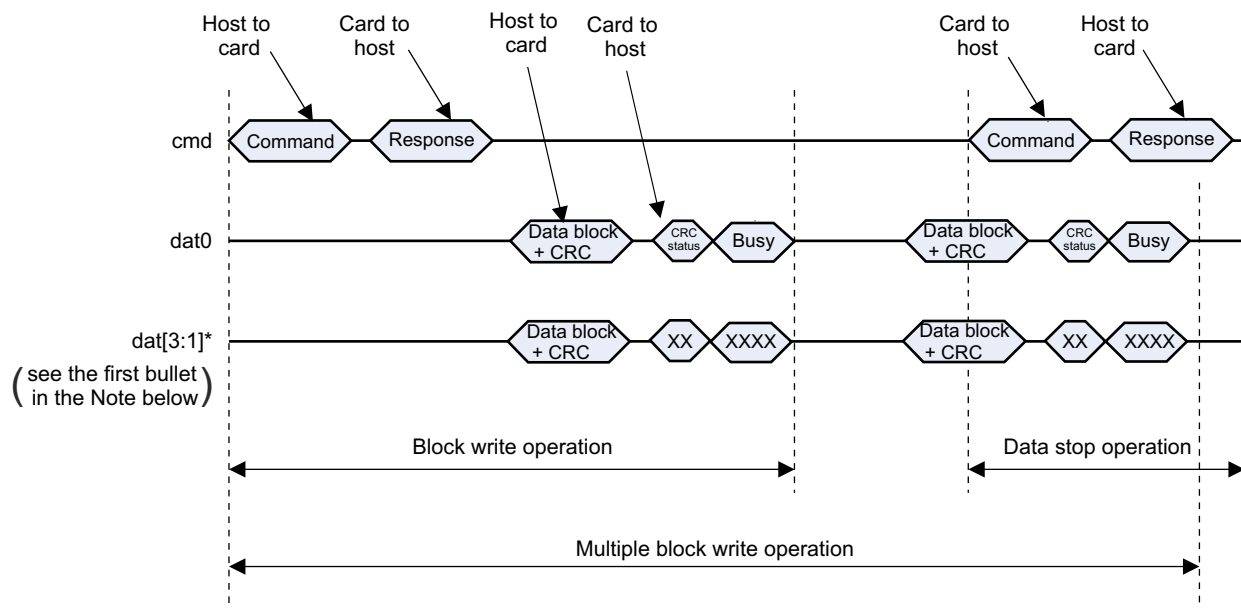 Host to
card
Card to
host
Host to
card
Card to
host
Card to
host
Host to
card
cmd
Command
Response
Command
Response
dat0
Data block
+ CRC
CRC
status
Busy
Data block
+ CRC
CRC
status
Busy
dat[3:1]*
Data block
+ CRC
XX
XXXX
Data block
+ CRC
XX
XXXX
(see the first bullet
in the Note below)
Block write operation
Data stop operation
Multiple block write operation